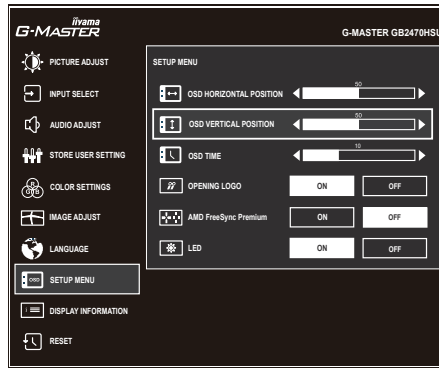 iiyama
G-MASTER
G-MASTER GB2470HSU
PICTURE ADJUST
INPUT SELECT
AUDIO ADJUST
STORE USER SETTING
COLOR SETTINGS
IMAGE ADJUST
LANGUAGE
OSD SETUP MENU
i DISPLAY INFORMATION
RESET
SETUP MENU
50
OSD HORIZONTAL POSITION
50
OSD VERTICAL POSITION
10
OSD TIME
OPENING LOGO ON OFF
AMD FreeSync Premium ON OFF
LED ON OFF